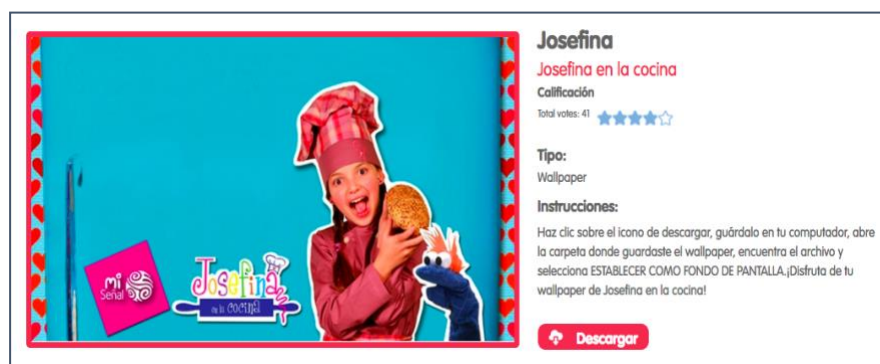 mi
Señal
Josefina
en la cocina
Josefina
Josefina en la cocina
Calificación
Total votes: 41
Tipo:
Wallpaper
Instrucciones:
Haz clic sobre el icono de descargar, guárdalo en tu computador, abre
la carpeta donde guardaste el wallpaper, encuentra el archivo y
selecciona ESTABLECER COMO FONDO DE PANTALLA.¡Disfruta de tu
wallpaper de Josefina en la cocina!
Descargar